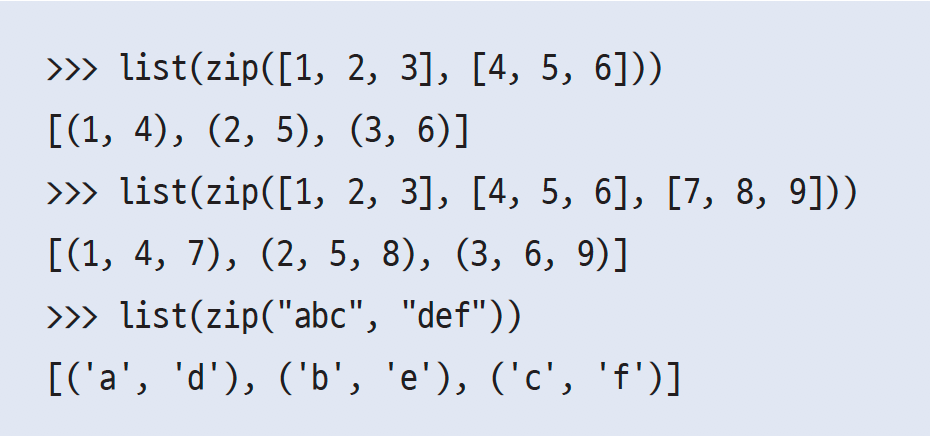 >>> list(zip([1, 2, 3], [4, 5, 6]))
[(1, 4), (2, 5), (3, 6)]
>>> list(zip([1, 2, 3], [4, 5, 6], [7, 8, 9]))
[(1, 4, 7), (2, 5, 8), (3, 6, 9)]
>>> list(zip("abc", "def"))
[('a', 'd'), ('b', 'e'), ('c', 'f')]